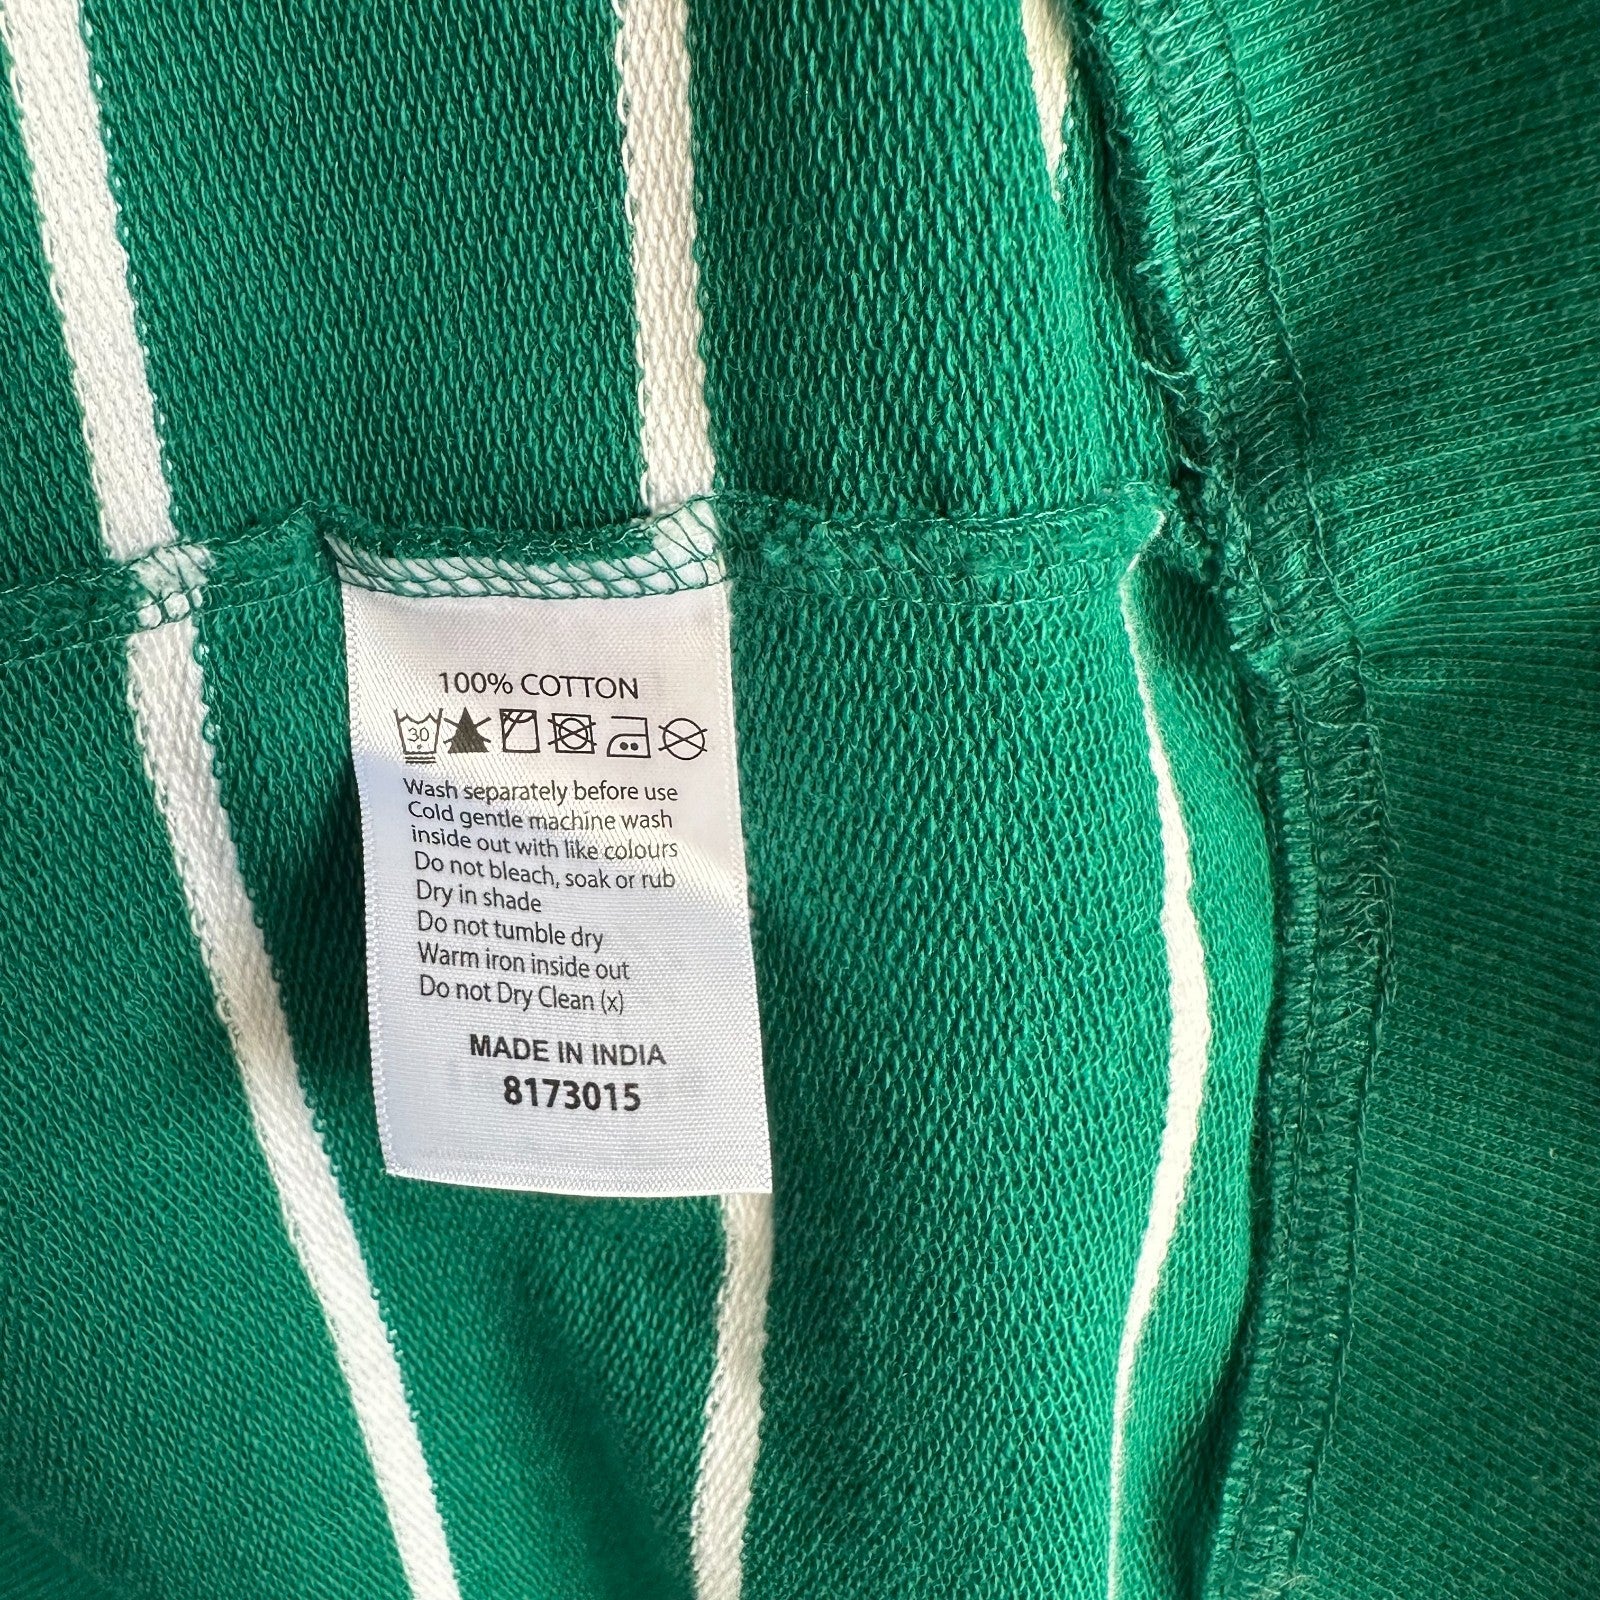 100% COTTON
30
Wash separately before use
Cold gentle machine wash
inside out with like colours
Do not bleach, soak or rub
Dry in shade
Do not tumble dry
Warm iron inside out
Do not Dry Clean (x)
MADE IN INDIA
8173015